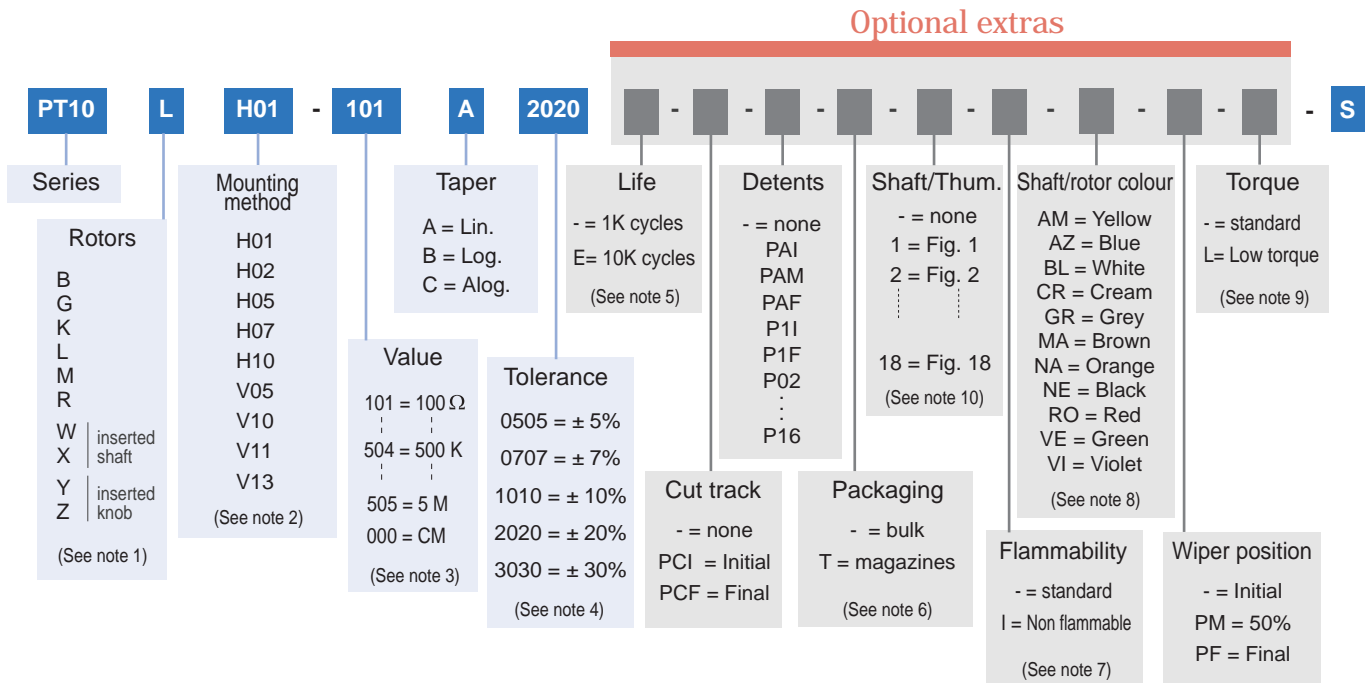 Optional extras
PT10 L H01 - 101 A 2020 - - - - - - - - - S
Series
Rotors
B
G
K
L
M
R
W
X
inserted
shaft
Y
Z
inserted
knob
(See note 1)
Mounting
method
H01
H02
H05
H07
H10
V05
V10
V11
V13
(See note 2)
Value
101 = 100 Ω
504 = 500 K
505 = 5 M
000 = CM
(See note 3)
Taper
A = Lin.
B = Log.
C = Alog.
Tolerance
0505 = ± 5%
0707 = ± 7%
1010 = ± 10%
2020 = ± 20%
3030 = ± 30%
(See note 4)
Life
- = 1K cycles
E= 10K cycles
(See note 5)
Cut track
- = none
PCI = Initial
PCF = Final
Detents
- = none
PAI
PAM
PAF
P1I
P1F
P02
:
P16
Packaging
- = bulk
T = magazines
(See note 6)
Shaft/Thum.
- = none
1 = Fig. 1
2 = Fig. 2
18 = Fig. 18
(See note 10)
Flammability
- = standard
I = Non flammable
(See note 7)
Shaft/rotor colour
AM = Yellow
AZ = Blue
BL = White
CR = Cream
GR = Grey
MA = Brown
NA = Orange
NE = Black
RO = Red
VE = Green
VI = Violet
(See note 8)
Wiper position
- = Initial
PM = 50%
PF = Final
Torque
- = standard
L= Low torque
(See note 9)